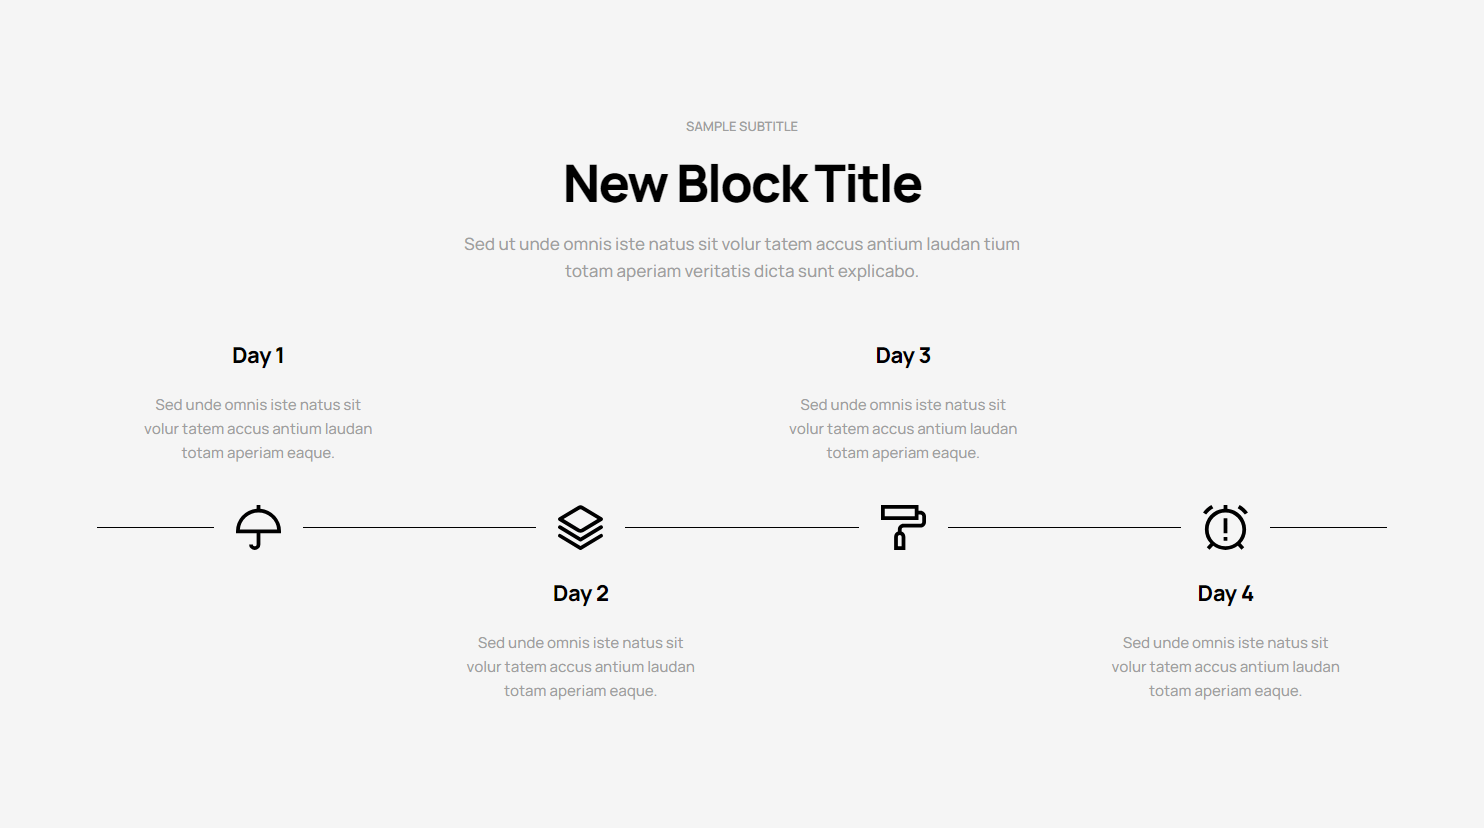 SAMPLE SUBTITLE
New Block Title
Sed ut unde omnis iste natus sit volur tatem accus antium laudan tium
totam aperiam veritatis dicta sunt explicabo.
Day 1
Sed unde omnis iste natus sit
volur tatem accus antium laudan
totam aperiam eaque.
Day 2
Sed unde omnis iste natus sit
volur tatem accus antium laudan
totam aperiam eaque.
Day 3
Sed unde omnis iste natus sit
volur tatem accus antium laudan
totam aperiam eaque.
Day 4
Sed unde omnis iste natus sit
volur tatem accus antium laudan
totam aperiam eaque.